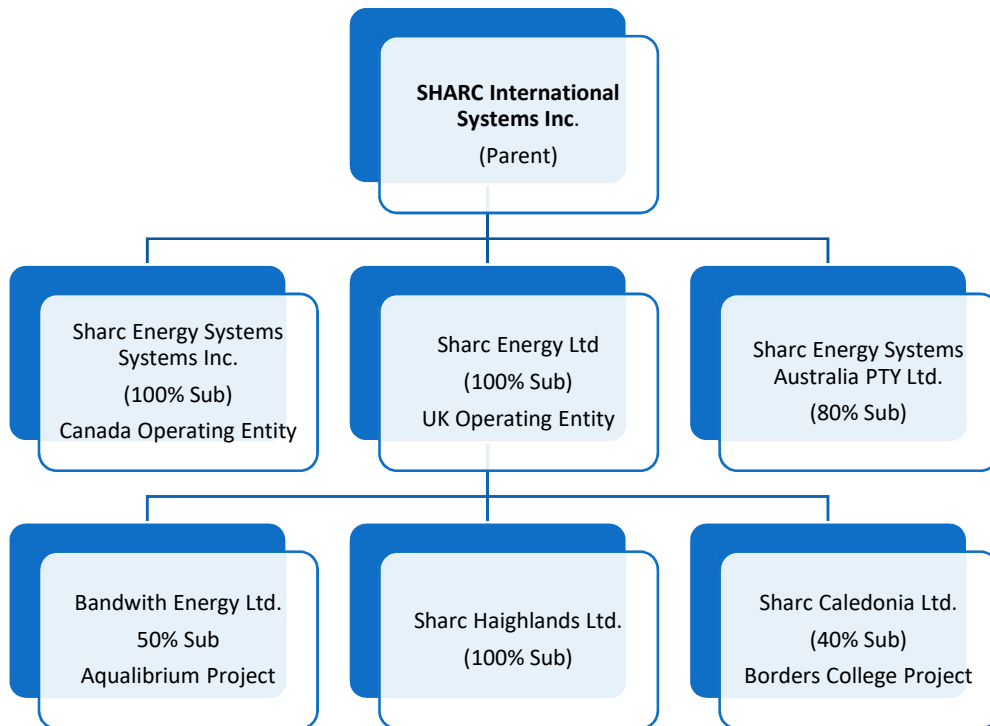 SHARC International
Systems Inc.
(Parent)
Sharc Energy Systems
Systems Inc.
(100% Sub)
Canada Operating Entity
Sharc Energy Ltd
(100% Sub)
UK Operating Entity
Sharc Energy Systems
Australia PTY Ltd.
(80% Sub)
Bandwith Energy Ltd.
50% Sub
Aqualibrium Project
Sharc Haighlands Ltd.
(100% Sub)
Sharc Caledonia Ltd.
(40% Sub)
Borders College Project